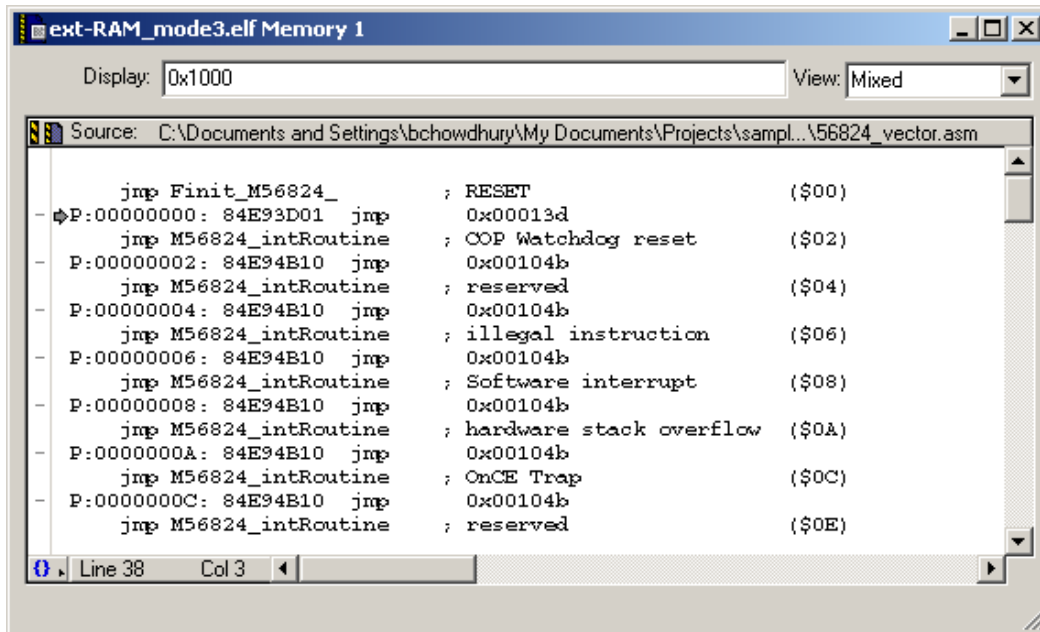 ext-RAM_mode3.elf Memory 1
Display: 0x1000 View: Mixed
Source: C:\Documents and Settings\bchowdhury\My Documents\Projects\sampl...\56824_vector.asm
jmp Finit_M56824_ ; RESET ($00)
P:00000000: 84E93D01 jmp 0x00013d
jmp M56824_intRoutine ; COP Watchdog reset ($02)
P:00000002: 84E94B10 jmp 0x00104b
jmp M56824_intRoutine ; reserved ($04)
P:00000004: 84E94B10 jmp 0x00104b
jmp M56824_intRoutine ; illegal instruction ($06)
P:00000006: 84E94B10 jmp 0x00104b
jmp M56824_intRoutine ; Software interrupt ($08)
P:00000008: 84E94B10 jmp 0x00104b
jmp M56824_intRoutine ; hardware stack overflow ($0A)
P:0000000A: 84E94B10 jmp 0x00104b
jmp M56824_intRoutine ; OnCE Trap ($0C)
P:0000000C: 84E94B10 jmp 0x00104b
jmp M56824_intRoutine ; reserved ($0E)
{} Line 38 Col 3